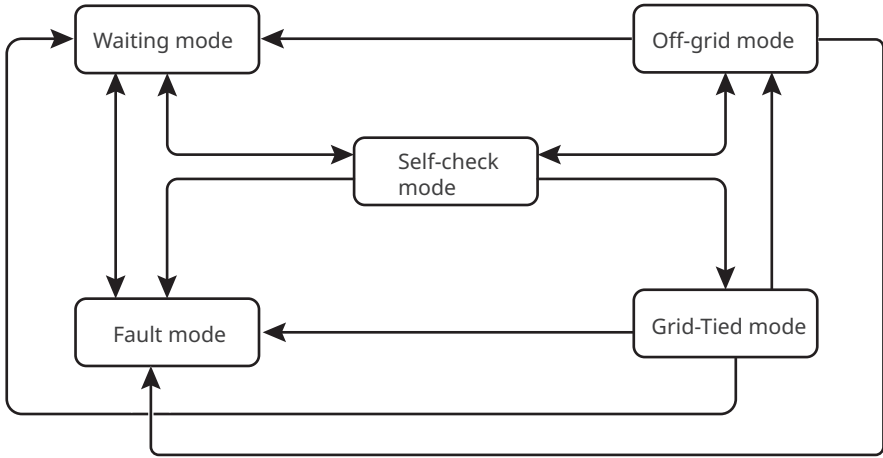 Waiting mode
Off-grid mode
Self-check
mode
Fault mode
Grid-Tied mode